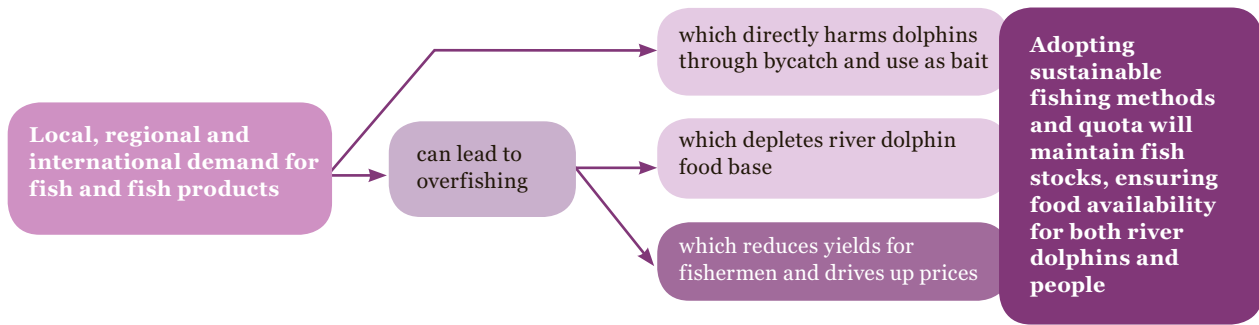 Local, regional and
international demand for
fish and fish products
can lead to
overfishing
which directly harms dolphins
through bycatch and use as bait
which depletes river dolphin
food base
which reduces yields for
fishermen and drives up prices
Adopting
sustainable
fishing methods
and quota will
maintain fish
stocks, ensuring
food availability
for both river
dolphins and
people